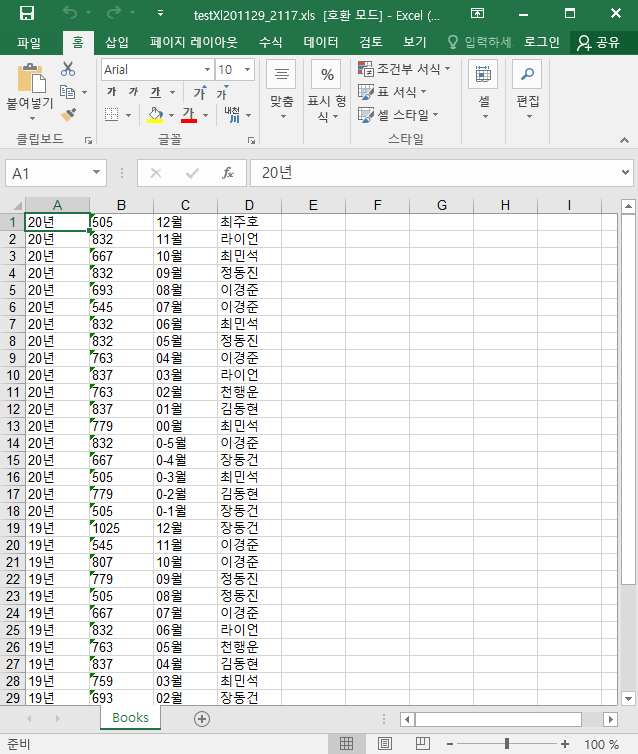 testXl201129_2117.xls [호환 모드] - Excel (...
파일 홈 삽입 페이지 레이아웃 수식 데이터 검토 보기 입력하세. 로그인 공유
붙여넣기
클립보드
Arial 10
가 가 가 가 가
가 내천
글꼴
맞춤
%
표시 형식
조건부 서식
표 서식
셀 스타일
스타일
셀
편집
A1 fx 20년
A B C D E F G H I
1 20년 505 12월 최주호
2 20년 832 11월 라이언
3 20년 667 10월 최민석
4 20년 832 09월 정동진
5 20년 693 08월 이경준
6 20년 545 07월 이경준
7 20년 832 06월 최민석
8 20년 832 05월 정동진
9 20년 763 04월 이경준
10 20년 837 03월 라이언
11 20년 763 02월 천행운
12 20년 837 01월 김동현
13 20년 779 00월 최민석
14 20년 832 0-5월 이경준
15 20년 667 0-4월 장동건
16 20년 505 0-3월 최민석
17 20년 779 0-2월 김동현
18 20년 505 0-1월 장동건
19 19년 1025 12월 장동건
20 19년 545 11월 이경준
21 19년 807 10월 이경준
22 19년 779 09월 정동진
23 19년 505 08월 정동진
24 19년 667 07월 이경준
25 19년 832 06월 라이언
26 19년 763 05월 천행운
27 19년 837 04월 김동현
28 19년 759 03월 최민석
29 19년 693 02월 장동건
Books
준비 100 %